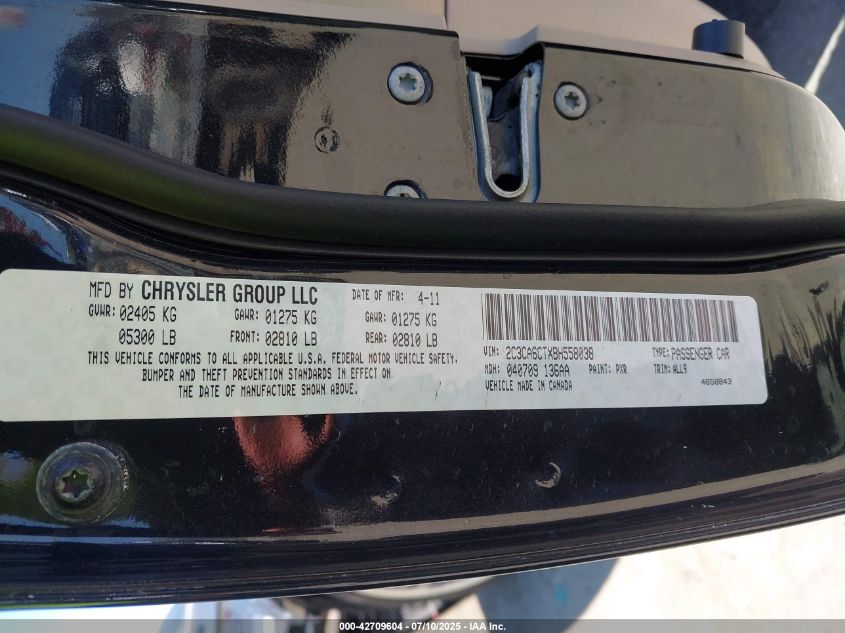 MFD BY CHRYSLER GROUP LLC DATE OF MFR: 4-11
GVWR: 02405 KG GAWR: 01275 KG GAWR: 01275 KG
05300 LB FRONT: 02810 LB REAR: 02810 LB
THIS VEHICLE CONFORMS TO ALL APPLICABLE U.S.A. FEDERAL MOTOR VEHICLE SAFETY,
BUMPER AND THEFT PREVENTION STANDARDS IN EFFECT ON
THE DATE OF MANUFACTURE SHOWN ABOVE.
VIN: 2C3CA6CTXBH558038 TYPE: PASSENGER CAR
MDH: 040709 136AA PAINT: PXR TRIM: ALL9
VEHICLE MADE IN CANADA 4658843
000-42709604 - 07/10/2025 - IAA Inc.